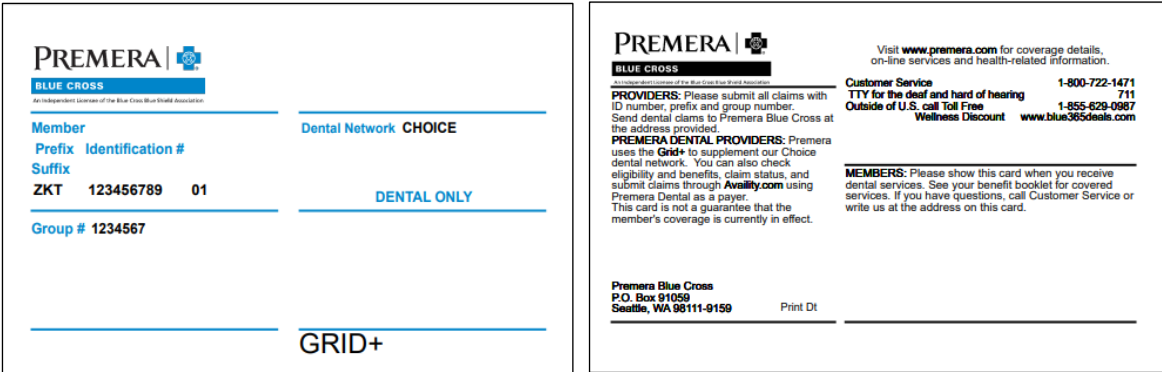 PREMERA
BLUE CROSS
An Independent Licensee of the Blue Cross Blue Shield Association
Member
Prefix Identification #
Suffix
ZKT 123456789 01
Group # 1234567
Dental Network CHOICE
DENTAL ONLY
GRID+
PREMERA
BLUE CROSS
An Independent Licensee of the Blue Cross Blue Shield Association
PROVIDERS: Please submit all claims with
ID number, prefix and group number.
Send dental clams to Premera Blue Cross at
the address provided.
PREMERA DENTAL PROVIDERS: Premera
uses the Grid+ to supplement our Choice
dental network. You can also check
eligibility and benefits, claim status, and
submit claims through Availity.com using
Premera Dental as a payer.
This card is not a guarantee that the
member's coverage is currently in effect.
Premera Blue Cross
P.O. Box 91059
Seattle, WA 98111-9159 Print Dt
Visit www.premera.com for coverage details,
on-line services and health-related information.
Customer Service 1-800-722-1471
TTY for the deaf and hard of hearing 711
Outside of U.S. call Toll Free 1-855-629-0987
Wellness Discount www.blue365deals.com
MEMBERS: Please show this card when you receive
dental services. See your benefit booklet for covered
services. If you have questions, call Customer Service or
write us at the address on this card.